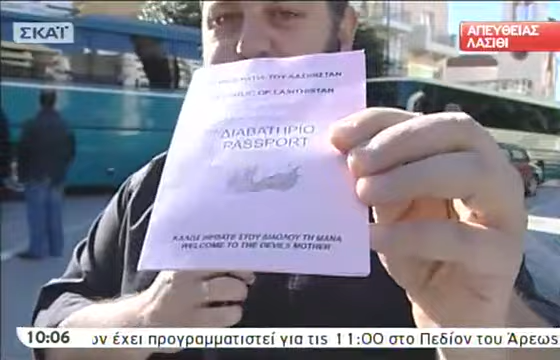 ΣΚΑΪ
ΑΠΕΥΘΕΙΑΣ
ΛΑΣΙΘΙ
ΤΟΥ ΛΑΣΙΘΙΣΤΑΝ
OF LASITHISTAN
ΔΙΑΒΑΤΗΡΙΟ
PASSPORT
ΚΑΛΩΣ ΗΡΘΑΤΕ ΣΤΟΥ ΔΙΑΟΛΟΥ ΤΗ ΜΑΝΑ
WELCOME TO THE DEVILS MOTHER
10:06 ον έχει προγραμματιστεί για τις 11:00 στο Πεδίον του Άρεως